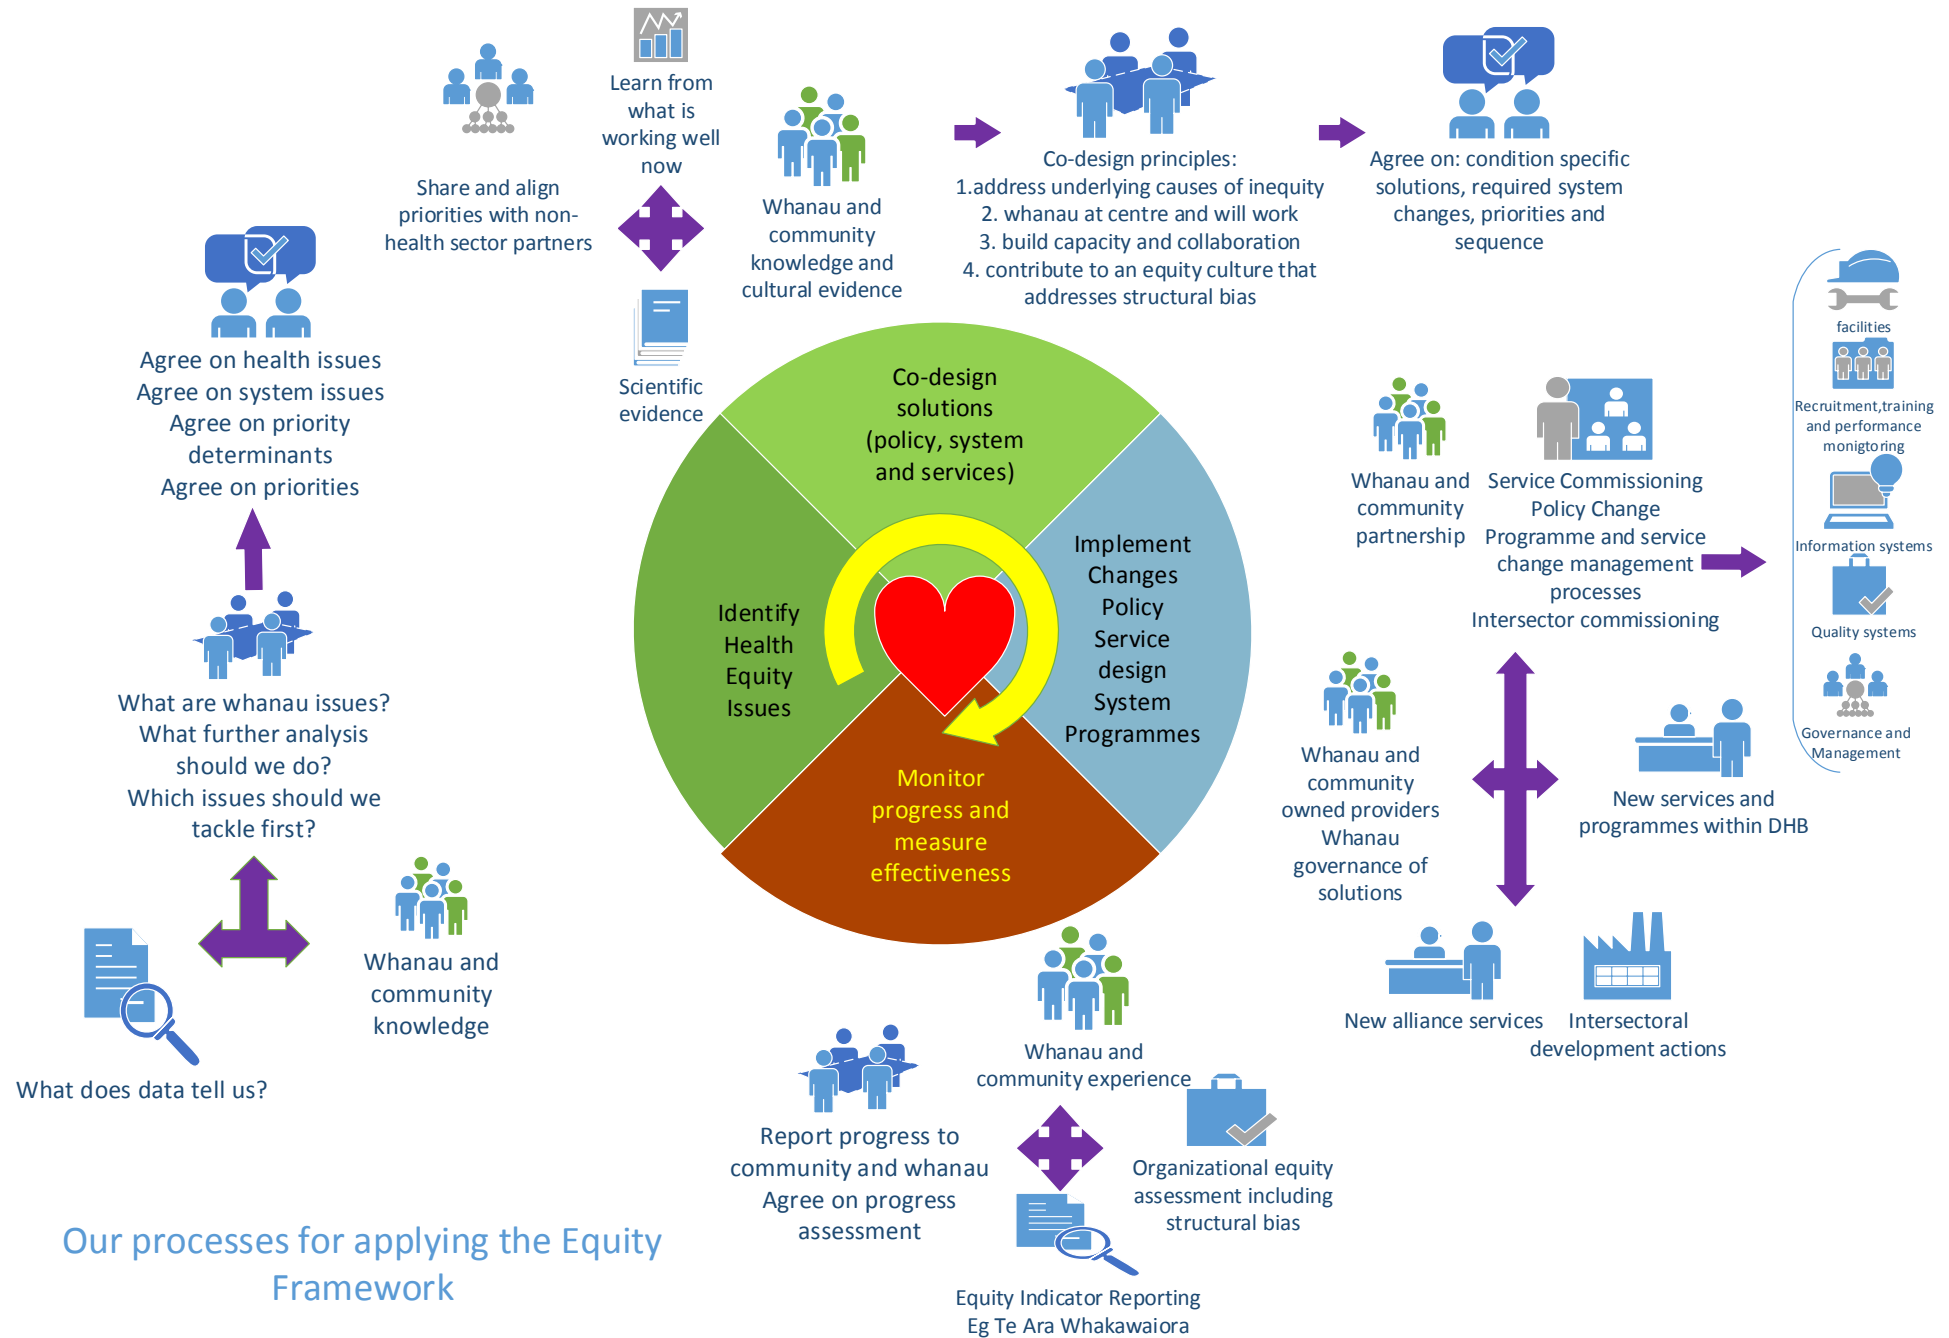 Learn from
what is
working well
now
Share and align
priorities with non-
health sector partners
Whanau and
community
knowledge and
cultural evidence
Scientific
evidence
Co-design principles:
1.address underlying causes of inequity
2. whanau at centre and will work
3. build capacity and collaboration
4. contribute to an equity culture that
addresses structural bias
Agree on: condition specific
solutions, required system
changes, priorities and
sequence
Agree on health issues
Agree on system issues
Agree on priority
determinants
Agree on priorities
What are whanau issues?
What further analysis
should we do?
Which issues should we
tackle first?
Whanau and
community
knowledge
What does data tell us?
Co-design
solutions
(policy, system
and services)
Identify
Health
Equity
Issues
Implement
Changes
Policy
Service
design
System
Programmes
Monitor
progress and
measure
effectiveness
Whanau and
community
partnership
Service Commissioning
Policy Change
Programme and service
change management
processes
Intersector commissioning
facilities
Recruitment,training
and performance
monigtoring
Information systems
Quality systems
Governance and
Management
Whanau and
community
owned providers
Whanau
governance of
solutions
New services and
programmes within DHB
New alliance services
Intersectoral
development actions
Whanau and
community experience
Report progress to
community and whanau
Agree on progress
assessment
Organizational equity
assessment including
structural bias
Equity Indicator Reporting
Eg Te Ara Whakawaiora
Our processes for applying the Equity
Framework